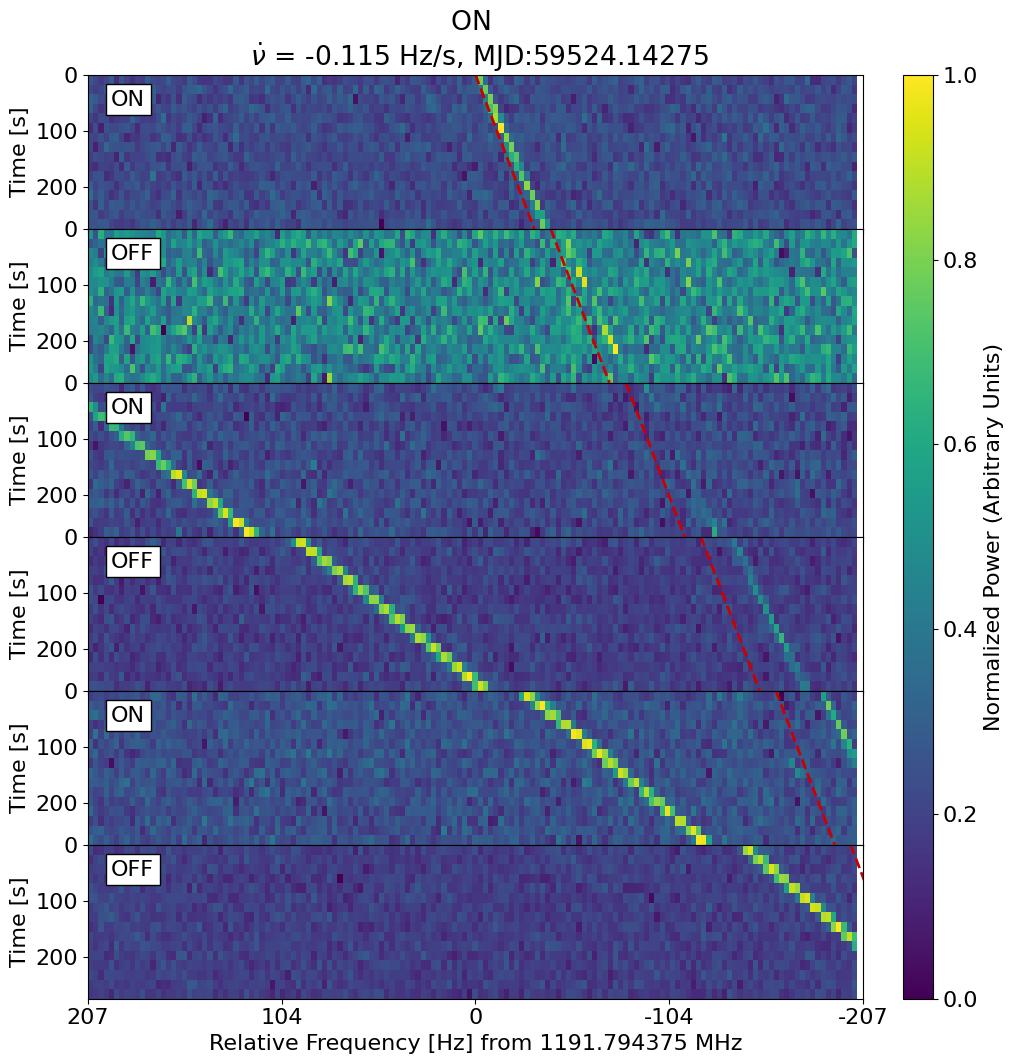 ON
ν̇ = -0.115 Hz/s, MJD:59524.14275
0
100
200
Time [s]
ON
0
100
200
Time [s]
OFF
0
100
200
Time [s]
ON
0
100
200
Time [s]
OFF
0
100
200
Time [s]
ON
0
100
200
Time [s]
OFF
207 104 0 -104 -207
Relative Frequency [Hz] from 1191.794375 MHz
1.0
0.8
0.6
0.4
0.2
0.0
Normalized Power (Arbitrary Units)